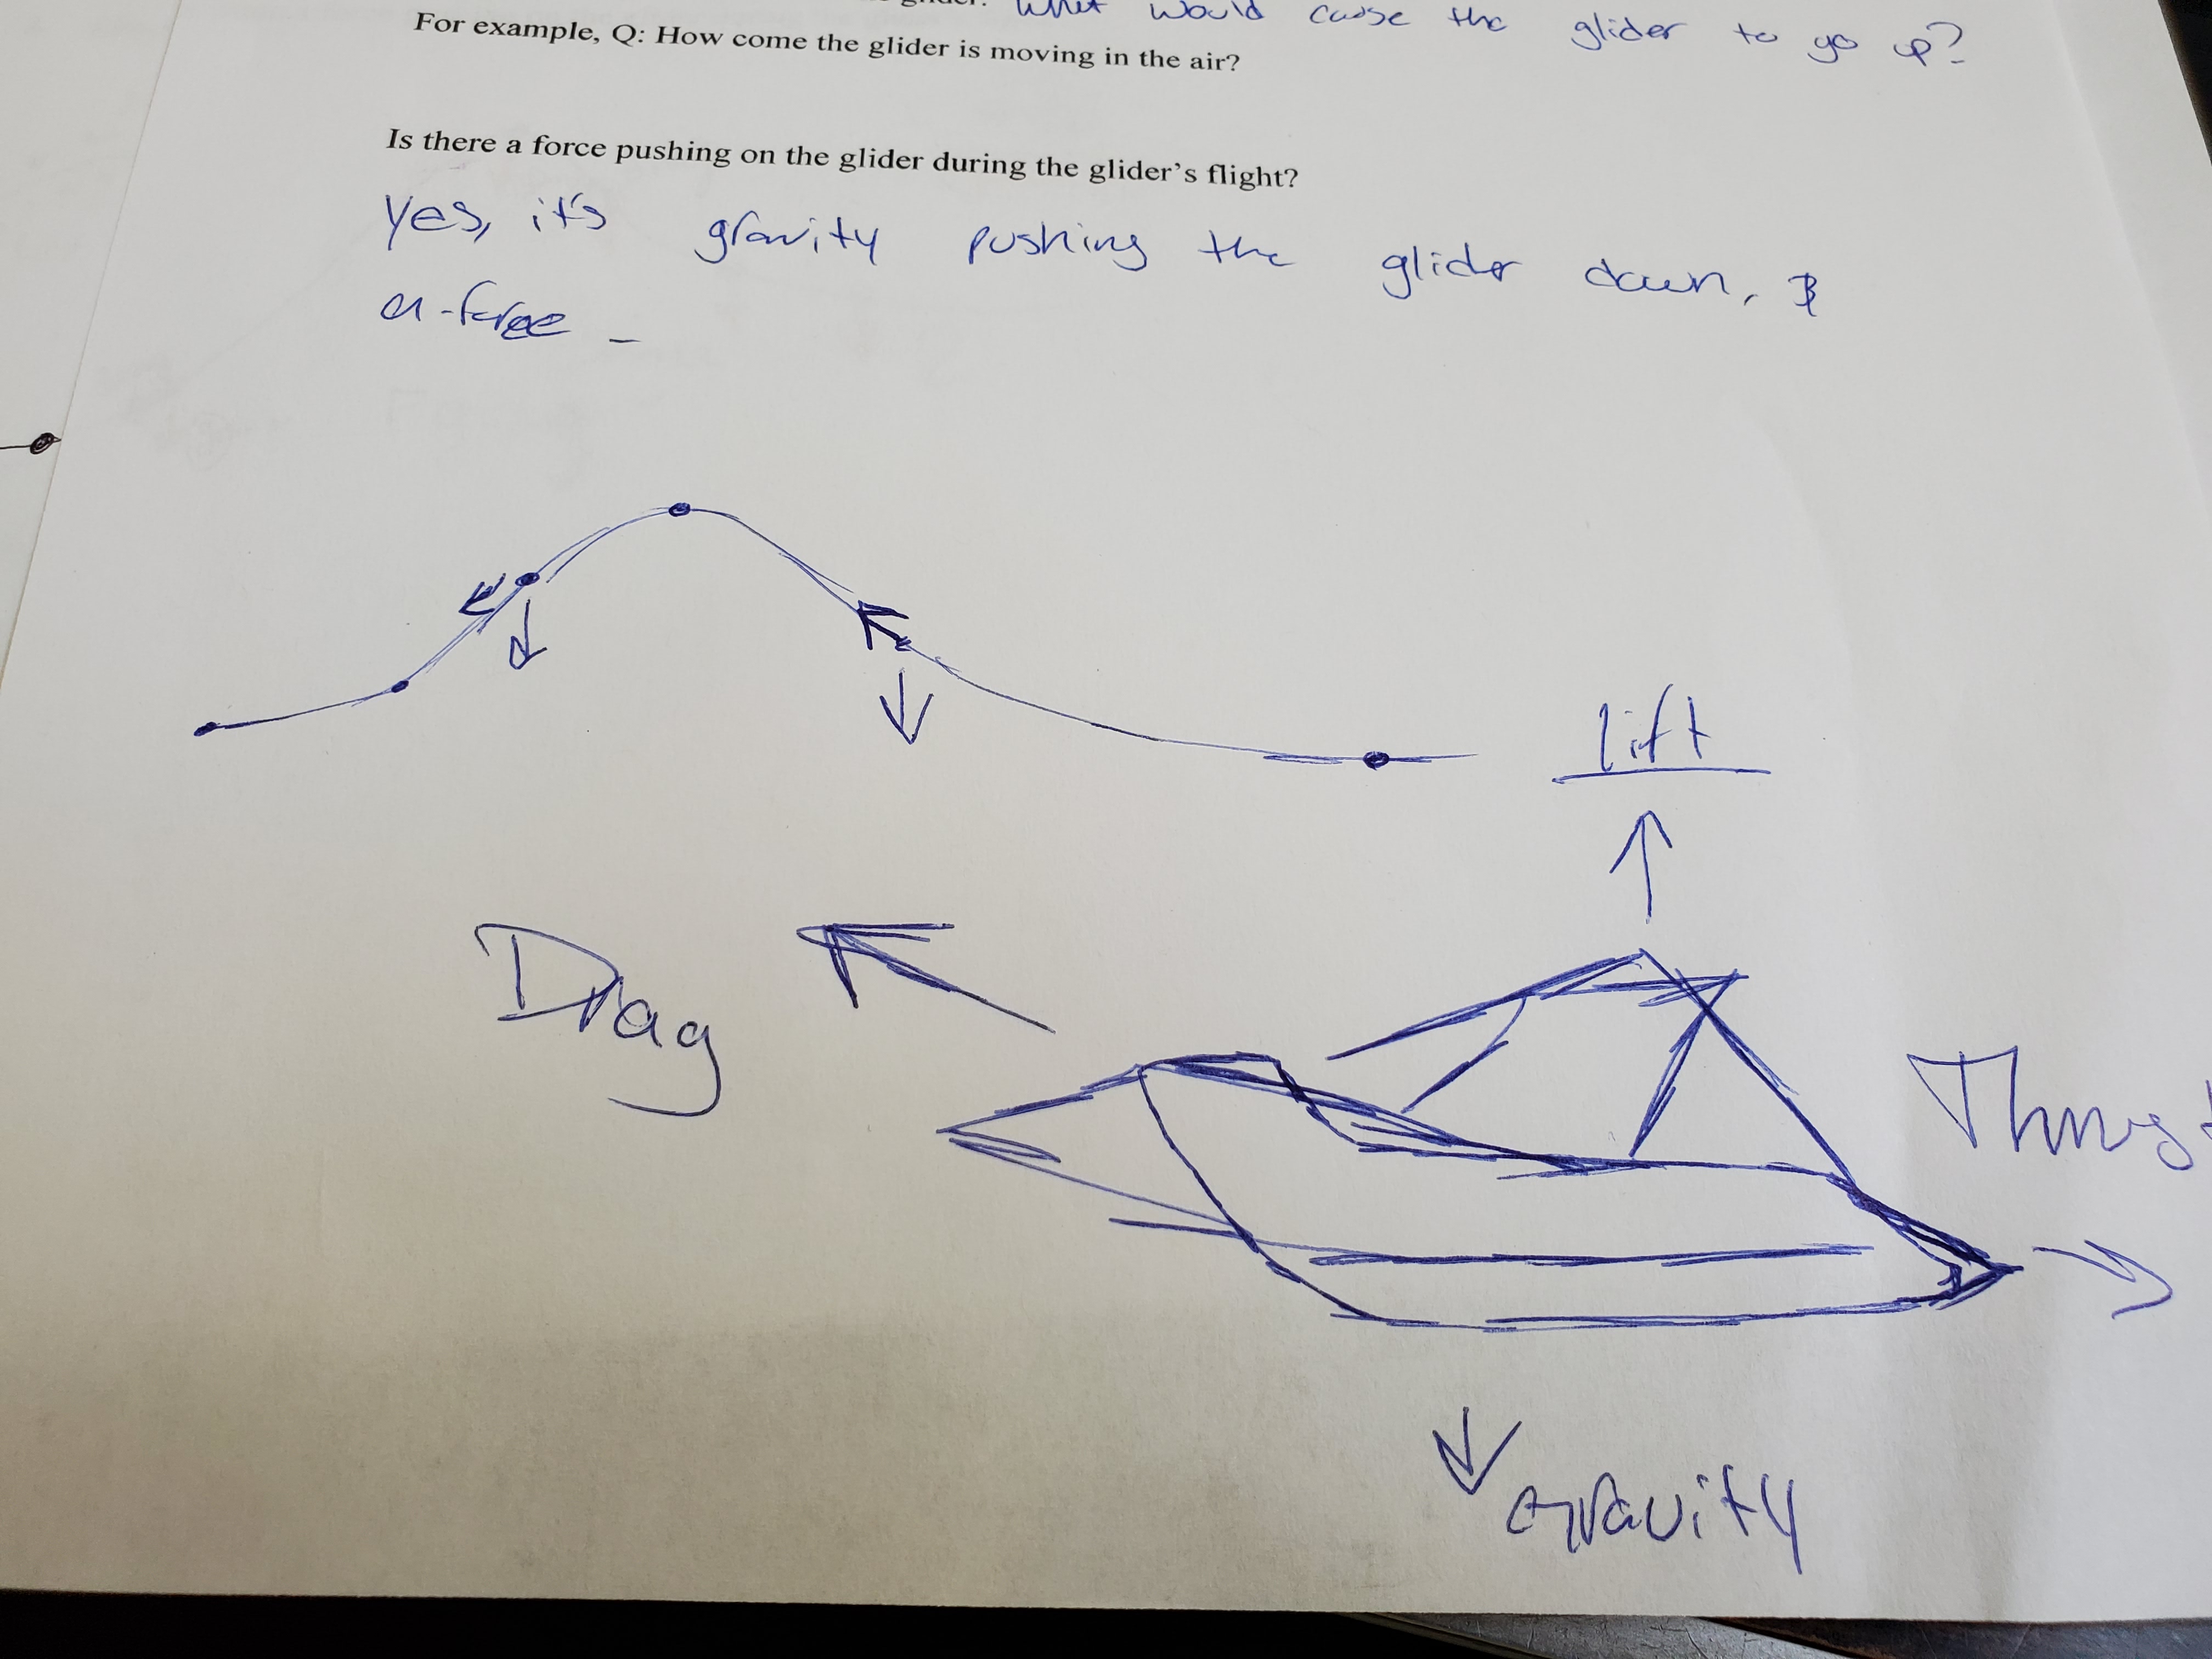 What would cause the glider to go up?
For example, Q: How come the glider is moving in the air?
Is there a force pushing on the glider during the glider's flight?
Yes, it's gravity pushing the glider down, &
a force
lift
Drag
Thrust
Gravity